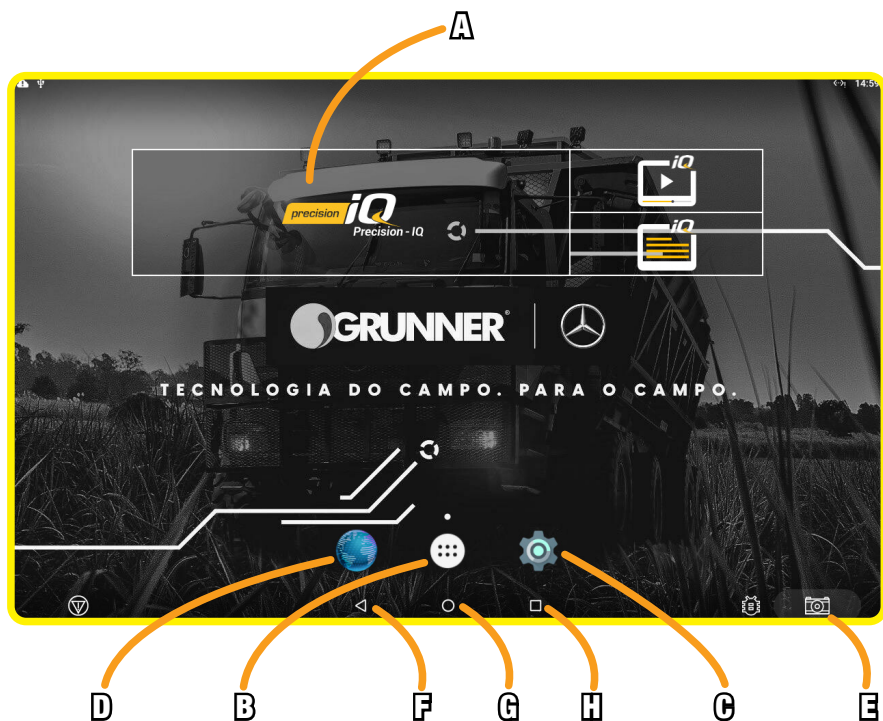 A
14:59
iQ
precision iQ
Precision - IQ
iQ
GRUNNER®
TECNOLOGIA DO CAMPO. PARA O CAMPO.
D
B
F
G
H
C
E